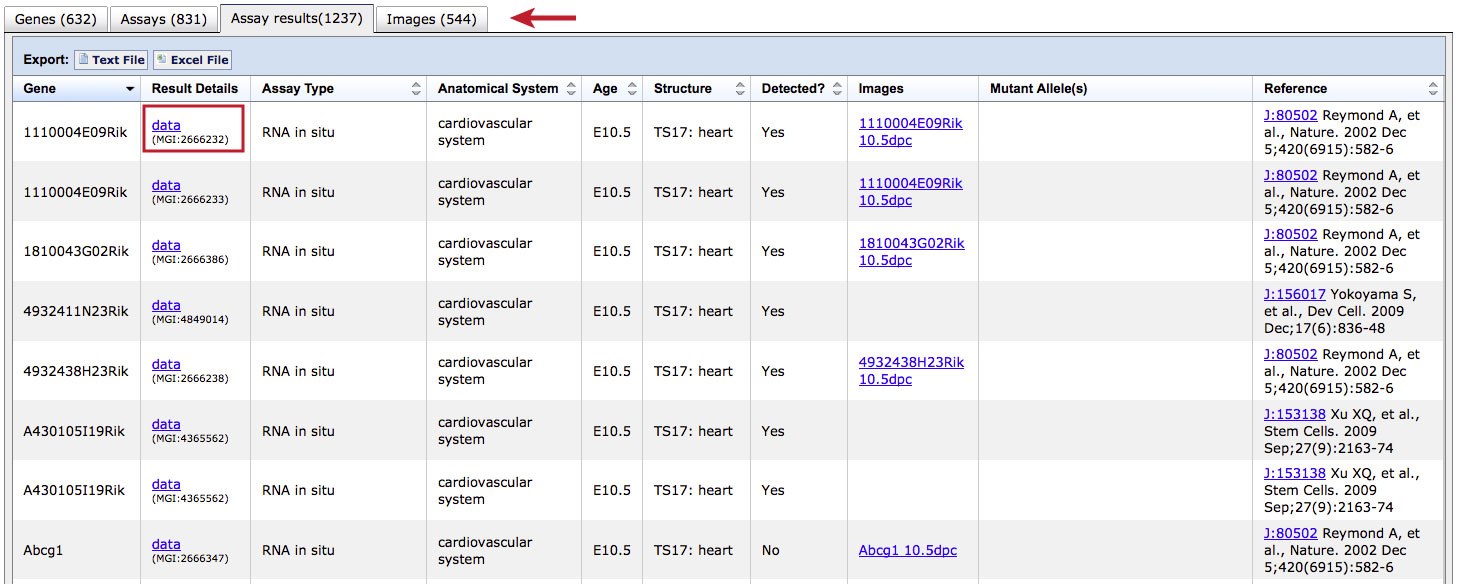 Genes (632) Assays (831) Assay results(1237) Images (544)
Export: Text File Excel File
Gene Result Details Assay Type Anatomical System Age Structure Detected? Images Mutant Allele(s) Reference
1110004E09Rik data (MGI:2666232) RNA in situ cardiovascular system E10.5 TS17: heart Yes 1110004E09Rik 10.5dpc J:80502 Reymond A, et al., Nature. 2002 Dec 5;420(6915):582-6
1110004E09Rik data (MGI:2666233) RNA in situ cardiovascular system E10.5 TS17: heart Yes 1110004E09Rik 10.5dpc J:80502 Reymond A, et al., Nature. 2002 Dec 5;420(6915):582-6
1810043G02Rik data (MGI:2666386) RNA in situ cardiovascular system E10.5 TS17: heart Yes 1810043G02Rik 10.5dpc J:80502 Reymond A, et al., Nature. 2002 Dec 5;420(6915):582-6
4932411N23Rik data (MGI:4849014) RNA in situ cardiovascular system E10.5 TS17: heart Yes J:156017 Yokoyama S, et al., Dev Cell. 2009 Dec;17(6):836-48
4932438H23Rik data (MGI:2666238) RNA in situ cardiovascular system E10.5 TS17: heart Yes 4932438H23Rik 10.5dpc J:80502 Reymond A, et al., Nature. 2002 Dec 5;420(6915):582-6
A430105I19Rik data (MGI:4365562) RNA in situ cardiovascular system E10.5 TS17: heart Yes J:153138 Xu XQ, et al., Stem Cells. 2009 Sep;27(9):2163-74
A430105I19Rik data (MGI:4365562) RNA in situ cardiovascular system E10.5 TS17: heart Yes J:153138 Xu XQ, et al., Stem Cells. 2009 Sep;27(9):2163-74
Abcg1 data (MGI:2666347) RNA in situ cardiovascular system E10.5 TS17: heart No Abcg1 10.5dpc J:80502 Reymond A, et al., Nature. 2002 Dec 5;420(6915):582-6